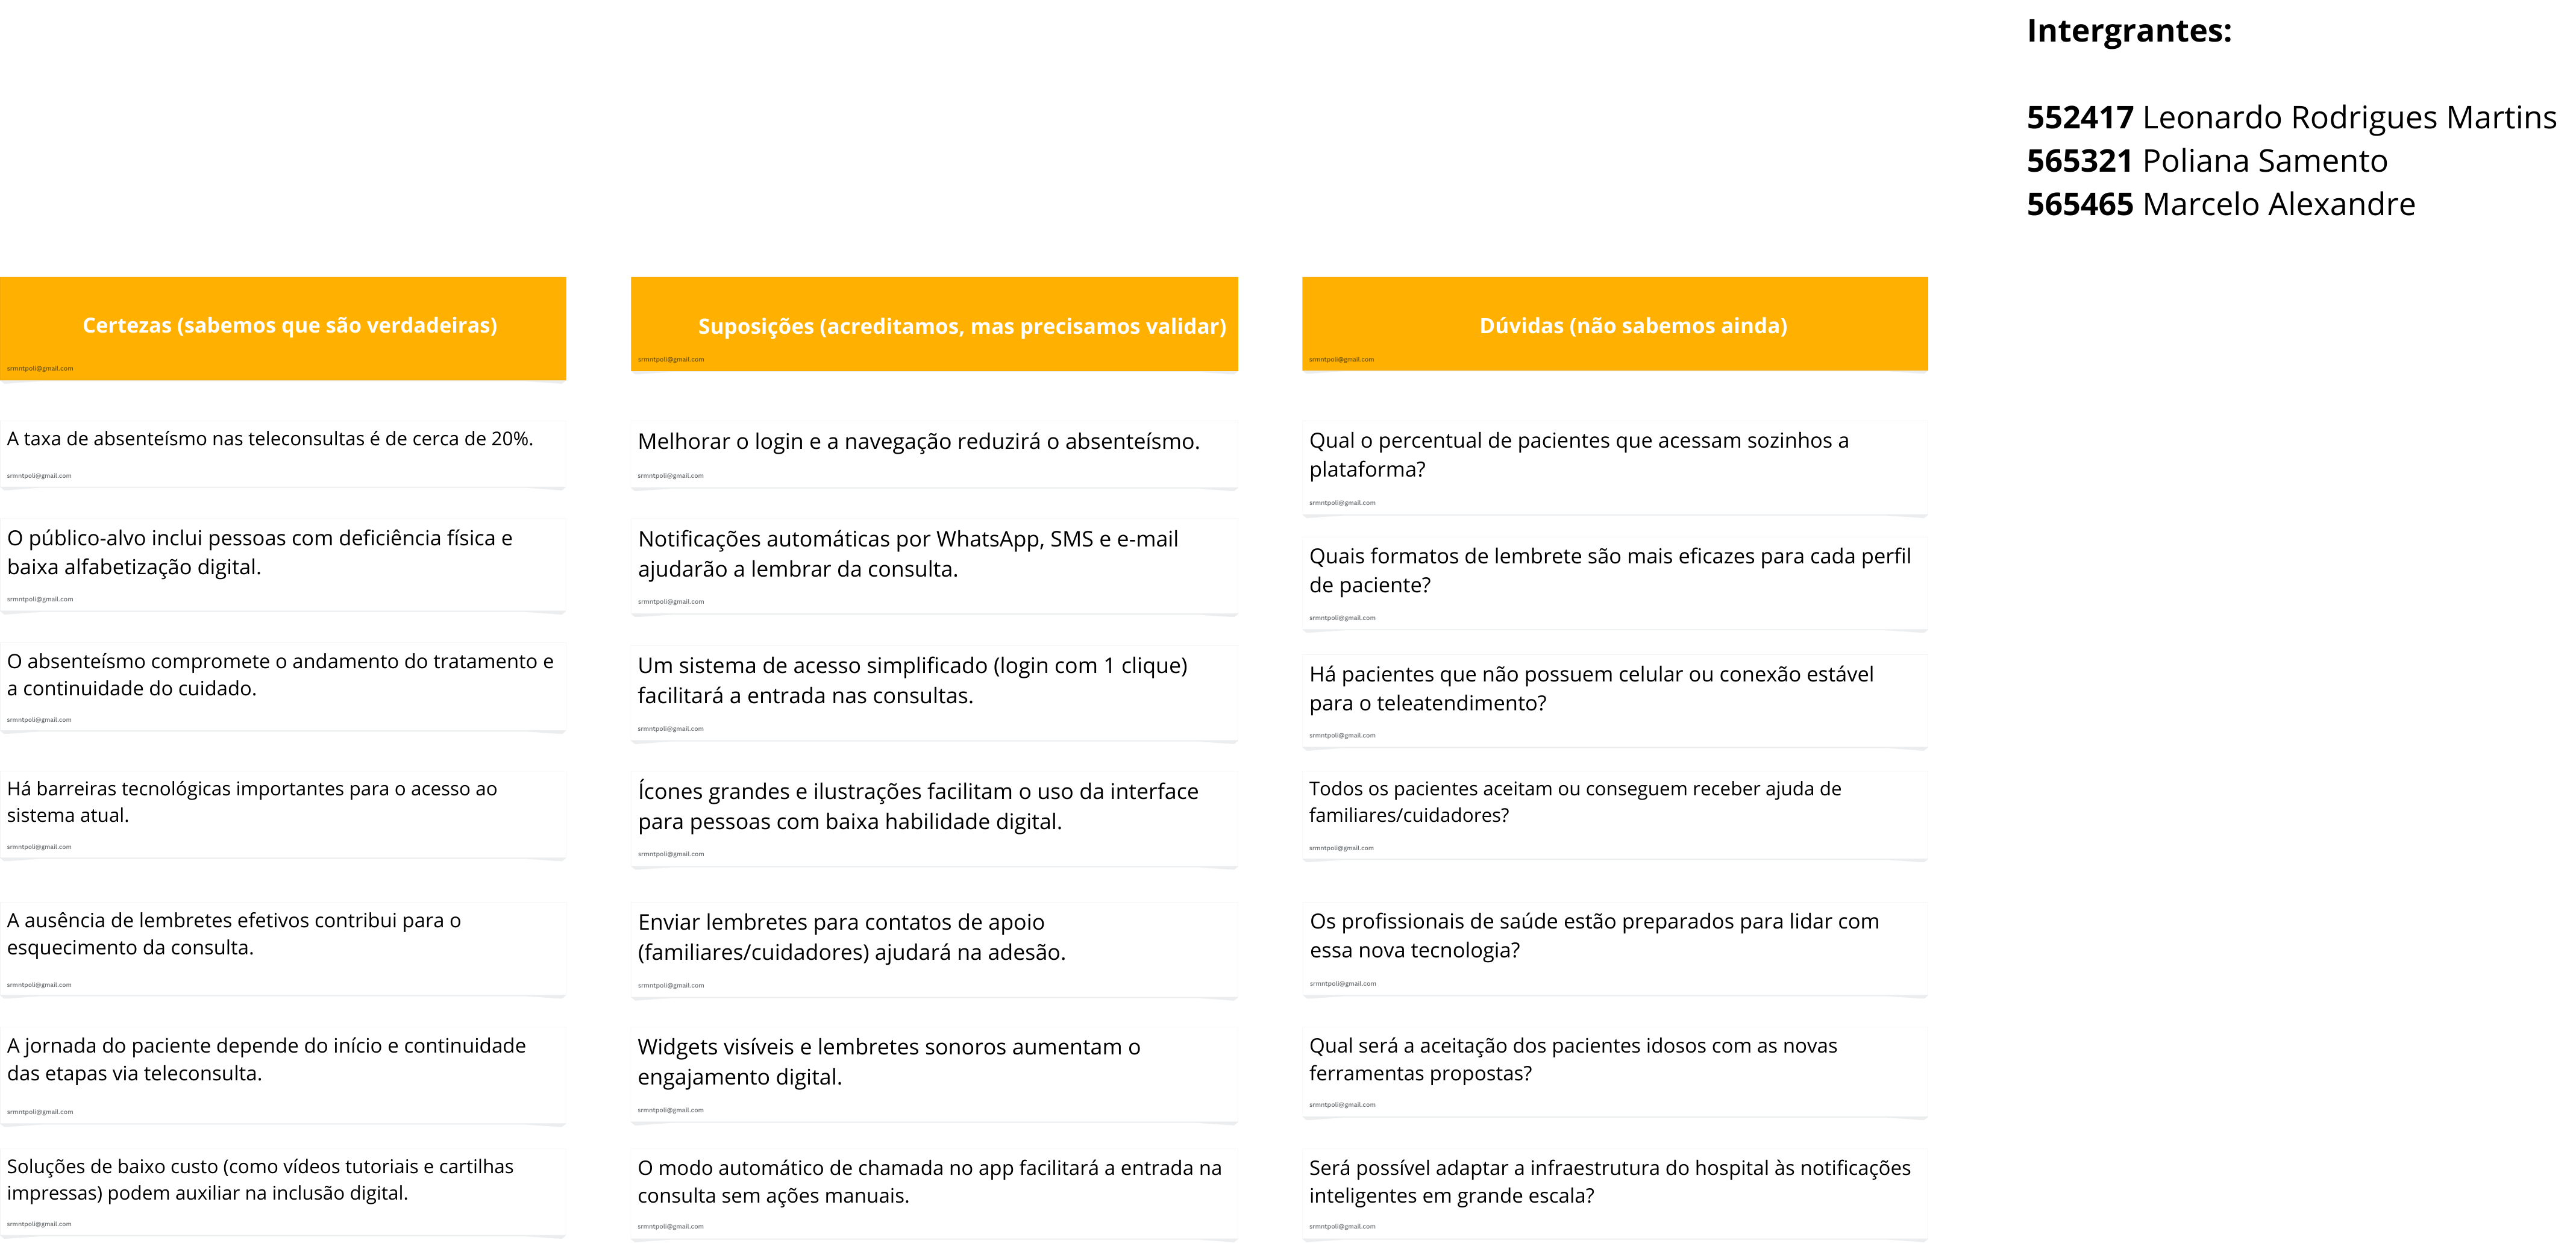 Intergrantes:
552417 Leonardo Rodrigues Martins
565321 Poliana Samento
565465 Marcelo Alexandre
Certezas (sabemos que são verdadeiras)
srmntpoli@gmail.com
A taxa de absenteísmo nas teleconsultas é de cerca de 20%.
srmntpoli@gmail.com
O público-alvo inclui pessoas com deficiência física e
baixa alfabetização digital.
srmntpoli@gmail.com
O absenteísmo compromete o andamento do tratamento e
a continuidade do cuidado.
srmntpoli@gmail.com
Há barreiras tecnológicas importantes para o acesso ao
sistema atual.
srmntpoli@gmail.com
A ausência de lembretes efetivos contribui para o
esquecimento da consulta.
srmntpoli@gmail.com
A jornada do paciente depende do início e continuidade
das etapas via teleconsulta.
srmntpoli@gmail.com
Soluções de baixo custo (como vídeos tutoriais e cartilhas
impressas) podem auxiliar na inclusão digital.
srmntpoli@gmail.com
Suposições (acreditamos, mas precisamos validar)
srmntpoli@gmail.com
Melhorar o login e a navegação reduzirá o absenteísmo.
srmntpoli@gmail.com
Notificações automáticas por WhatsApp, SMS e e-mail
ajudarão a lembrar da consulta.
srmntpoli@gmail.com
Um sistema de acesso simplificado (login com 1 clique)
facilitará a entrada nas consultas.
srmntpoli@gmail.com
Ícones grandes e ilustrações facilitam o uso da interface
para pessoas com baixa habilidade digital.
srmntpoli@gmail.com
Enviar lembretes para contatos de apoio
(familiares/cuidadores) ajudará na adesão.
srmntpoli@gmail.com
Widgets visíveis e lembretes sonoros aumentam o
engajamento digital.
srmntpoli@gmail.com
O modo automático de chamada no app facilitará a entrada na
consulta sem ações manuais.
srmntpoli@gmail.com
Dúvidas (não sabemos ainda)
srmntpoli@gmail.com
Qual o percentual de pacientes que acessam sozinhos a
plataforma?
srmntpoli@gmail.com
Quais formatos de lembrete são mais eficazes para cada perfil
de paciente?
srmntpoli@gmail.com
Há pacientes que não possuem celular ou conexão estável
para o teleatendimento?
srmntpoli@gmail.com
Todos os pacientes aceitam ou conseguem receber ajuda de
familiares/cuidadores?
srmntpoli@gmail.com
Os profissionais de saúde estão preparados para lidar com
essa nova tecnologia?
srmntpoli@gmail.com
Qual será a aceitação dos pacientes idosos com as novas
ferramentas propostas?
srmntpoli@gmail.com
Será possível adaptar a infraestrutura do hospital às notificações
inteligentes em grande escala?
srmntpoli@gmail.com